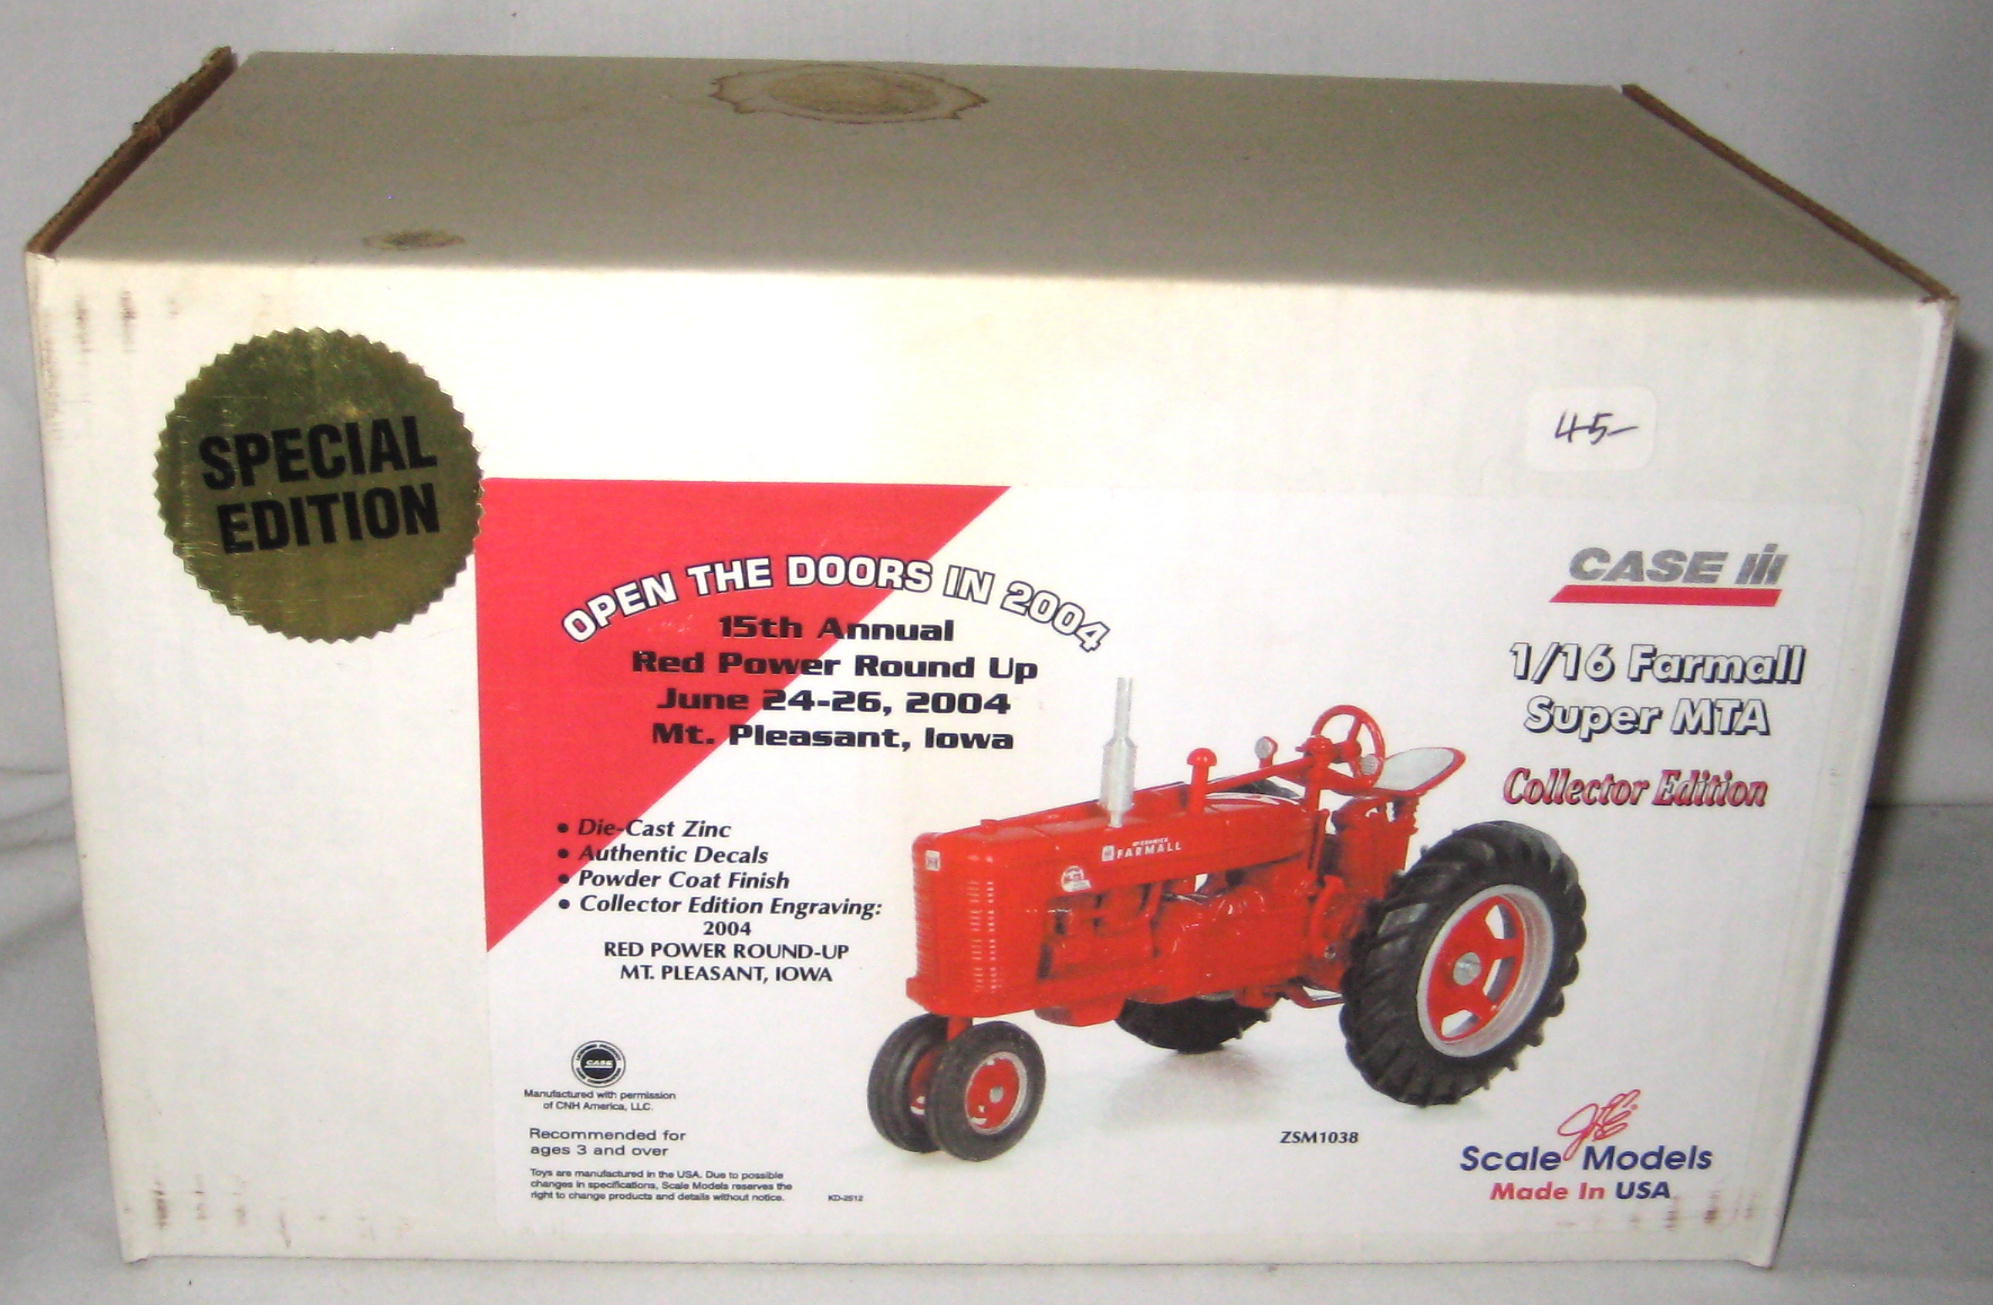 SPECIAL
EDITION
45-
OPEN THE DOORS IN 2004
15th Annual
Red Power Round Up
June 24-26, 2004
Mt. Pleasant, Iowa
CASE IH
1/16 Farmall
Super MTA
Collector Edition
• Die-Cast Zinc
• Authentic Decals
• Powder Coat Finish
• Collector Edition Engraving:
2004
RED POWER ROUND-UP
MT. PLEASANT, IOWA
McCORMICK
FARMALL
CASE
Manufactured with permission
of CNH America, LLC.
Recommended for
ages 3 and over
Toys are manufactured in the USA. Due to possible
changes in specifications, Scale Models reserves the
right to change products and details without notice.
KD-2512
ZSM1038
JLE
Scale Models
Made In USA